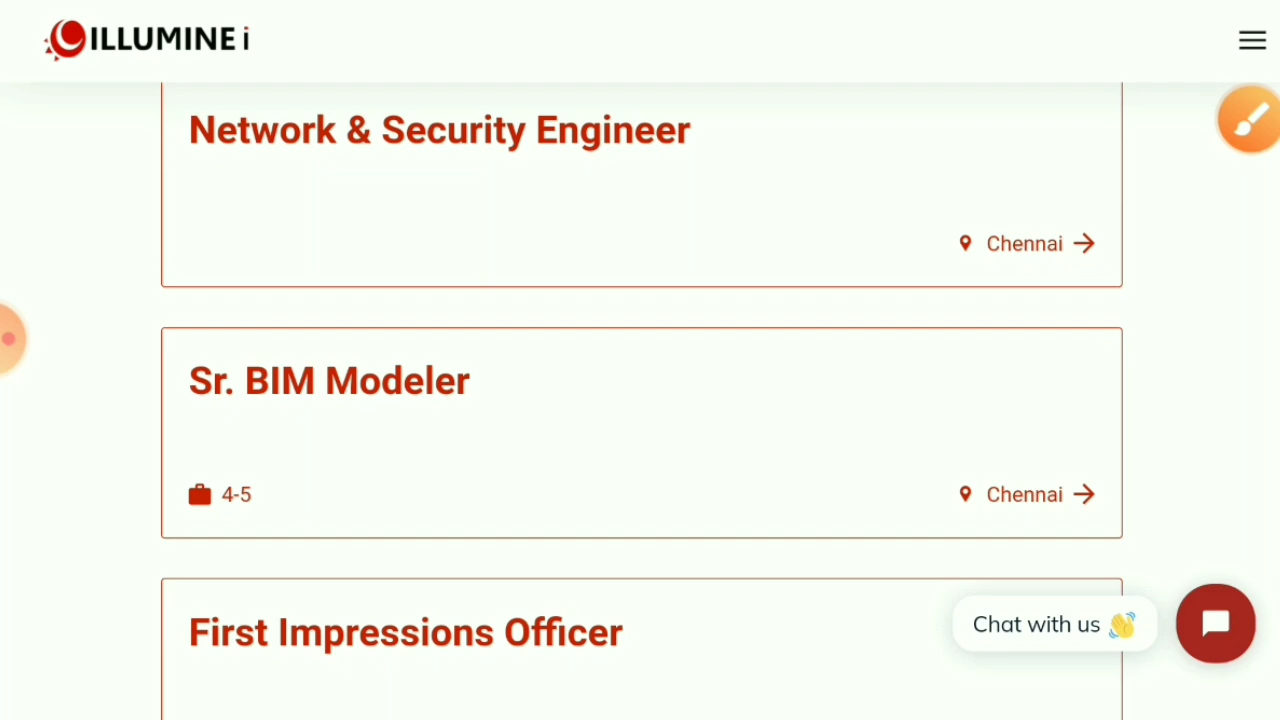 ILLUMINE i
Network & Security Engineer
Chennai
Sr. BIM Modeler
4-5
Chennai
First Impressions Officer
Chat with us 👋